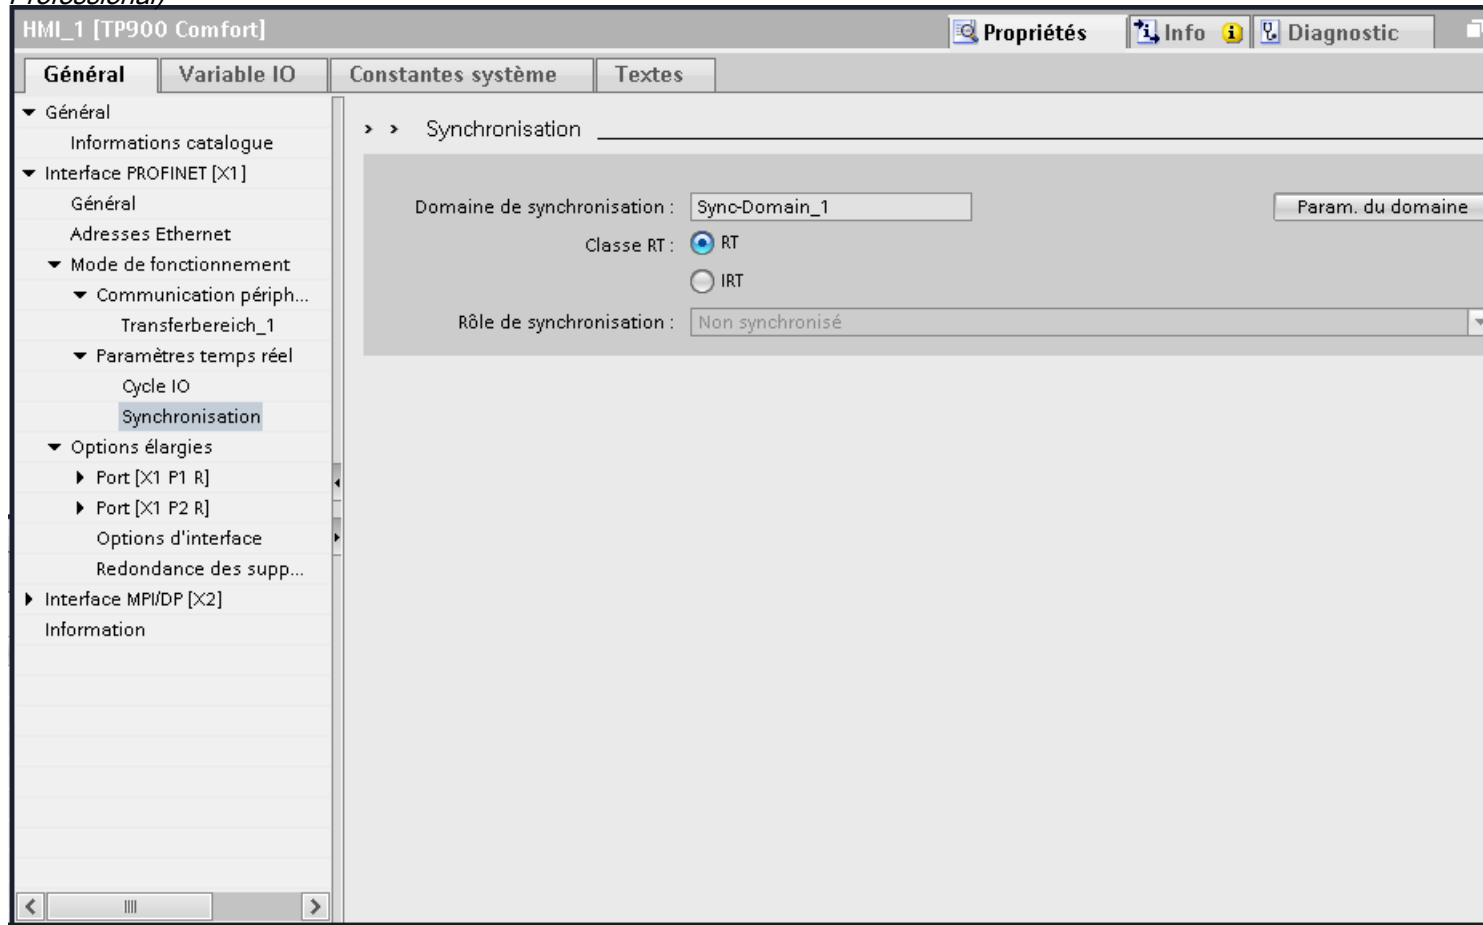 Professional)
HMI_1 [TP900 Comfort]
Propriétés
Info
Diagnostic
Général
Variable IO
Constantes système
Textes
Général
Informations catalogue
Interface PROFINET [X1]
Général
Adresses Ethernet
Mode de fonctionnement
Communication périph...
Transferbereich_1
Paramètres temps réel
Cycle IO
Synchronisation
Options élargies
Port [X1 P1 R]
Port [X1 P2 R]
Options d'interface
Redondance des supp...
Interface MPI/DP [X2]
Information
> > Synchronisation
Domaine de synchronisation : Sync-Domain_1
Param. du domaine
Classe RT : RT
IRT
Rôle de synchronisation : Non synchronisé